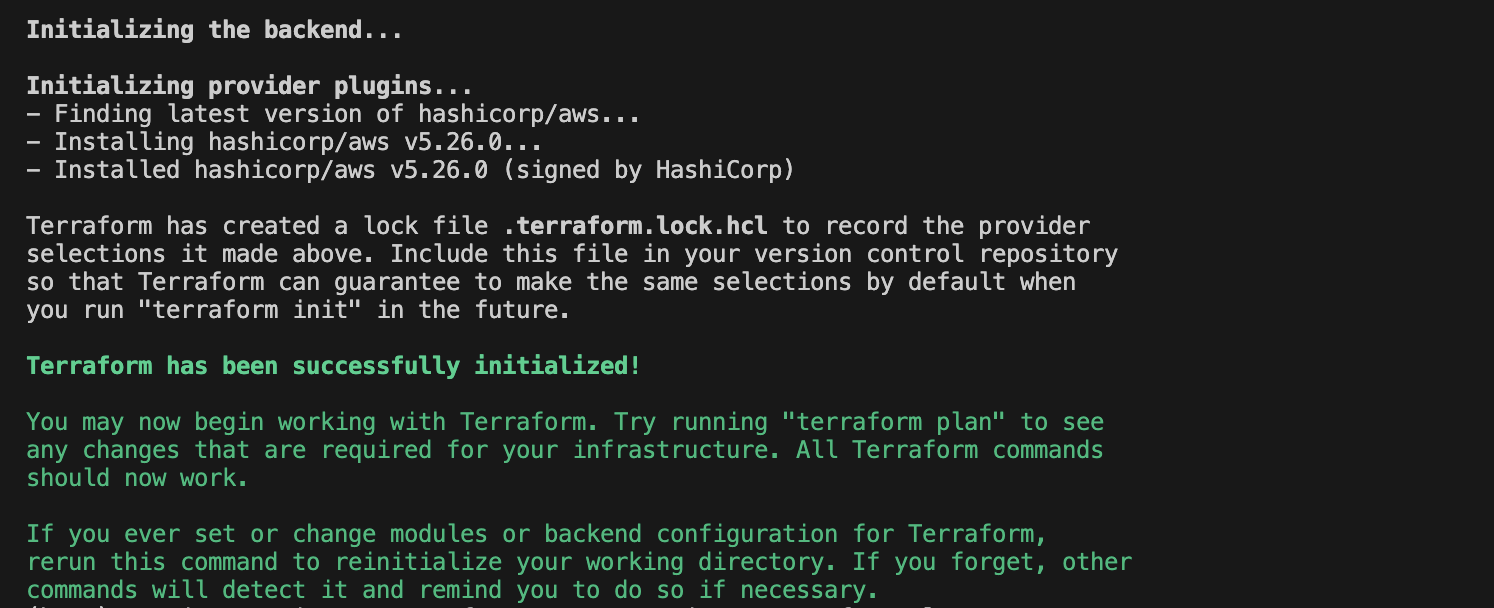 Initializing the backend...
Initializing provider plugins...
- Finding latest version of hashicorp/aws...
- Installing hashicorp/aws v5.26.0...
- Installed hashicorp/aws v5.26.0 (signed by HashiCorp)
Terraform has created a lock file .terraform.lock.hcl to record the provider
selections it made above. Include this file in your version control repository
so that Terraform can guarantee to make the same selections by default when
you run "terraform init" in the future.
Terraform has been successfully initialized!
You may now begin working with Terraform. Try running "terraform plan" to see
any changes that are required for your infrastructure. All Terraform commands
should now work.
If you ever set or change modules or backend configuration for Terraform,
rerun this command to reinitialize your working directory. If you forget, other
commands will detect it and remind you to do so if necessary.